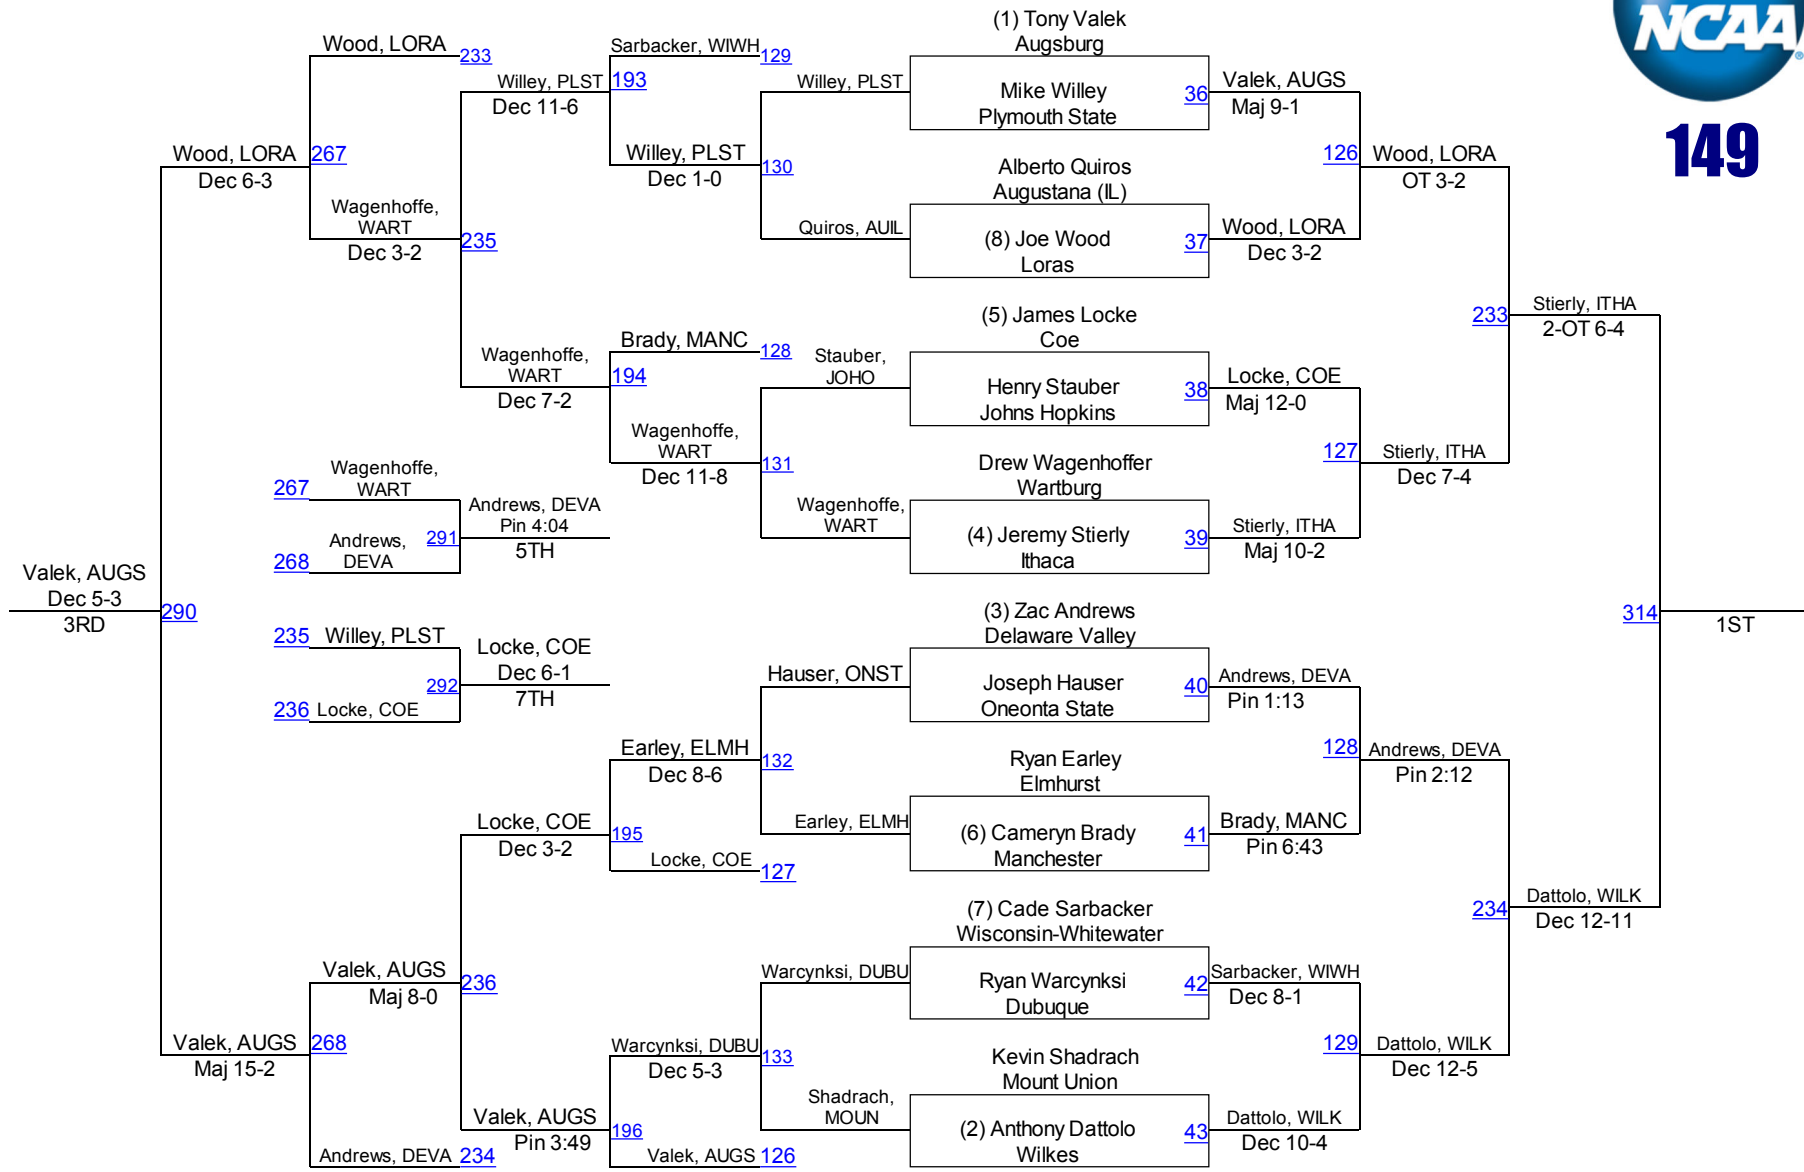 NCAA®
149
(1) Tony Valek
Augsburg
Mike Willey
Plymouth State
36
Valek, AUGS
Maj 9-1
Alberto Quiros
Augustana (IL)
(8) Joe Wood
Loras
37
Wood, LORA
Dec 3-2
126
Wood, LORA
OT 3-2
(5) James Locke
Coe
Henry Stauber
Johns Hopkins
38
Locke, COE
Maj 12-0
Drew Wagenhoffer
Wartburg
(4) Jeremy Stierly
Ithaca
39
Stierly, ITHA
Maj 10-2
127
Stierly, ITHA
Dec 7-4
233
Stierly, ITHA
2-OT 6-4
(3) Zac Andrews
Delaware Valley
Joseph Hauser
Oneonta State
40
Andrews, DEVA
Pin 1:13
Ryan Earley
Elmhurst
(6) Cameryn Brady
Manchester
41
Brady, MANC
Pin 6:43
128
Andrews, DEVA
Pin 2:12
(7) Cade Sarbacker
Wisconsin-Whitewater
Ryan Warcynksi
Dubuque
42
Sarbacker, WIWH
Dec 8-1
Kevin Shadrach
Mount Union
(2) Anthony Dattolo
Wilkes
43
Dattolo, WILK
Dec 10-4
129
Dattolo, WILK
Dec 12-5
234
Dattolo, WILK
Dec 12-11
314
1ST
Willey, PLST
Quiros, AUIL
130
Willey, PLST
Dec 1-0
Sarbacker, WIWH
129
193
Willey, PLST
Dec 11-6
Stauber,
JOHO
Wagenhoffe,
WART
131
Wagenhoffe,
WART
Dec 11-8
Brady, MANC
128
194
Wagenhoffe,
WART
Dec 7-2
235
Wagenhoffe,
WART
Dec 3-2
Wood, LORA
233
267
Wood, LORA
Dec 6-3
267
Wagenhoffe,
WART
268
Andrews,
DEVA
291
Andrews, DEVA
Pin 4:04
5TH
Valek, AUGS
Dec 5-3
3RD
290
235
Willey, PLST
236
Locke, COE
292
Locke, COE
Dec 6-1
7TH
Hauser, ONST
Earley, ELMH
132
Earley, ELMH
Dec 8-6
Locke, COE
127
195
Locke, COE
Dec 3-2
Warcynksi, DUBU
Shadrach,
MOUN
133
Warcynksi, DUBU
Dec 5-3
Valek, AUGS
126
196
Valek, AUGS
Pin 3:49
236
Valek, AUGS
Maj 8-0
Andrews, DEVA
234
268
Valek, AUGS
Maj 15-2